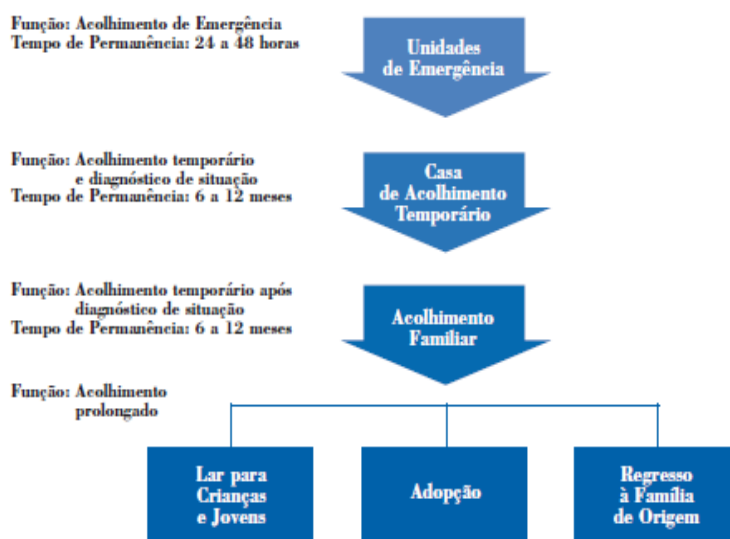 Função: Acolhimento de Emergência
Tempo de Permanência: 24 a 48 horas
Unidades
de Emergência
Função: Acolhimento temporário
e diagnóstico de situação
Tempo de Permanência: 6 a 12 meses
Casa
de Acolhimento
Temporário
Função: Acolhimento temporário após
diagnóstico de situação
Tempo de Permanência: 6 a 12 meses
Acolhimento
Familiar
Função: Acolhimento
prolongado
Lar para
Crianças
e Jovens
Adopção
Regresso
à Família
de Origem